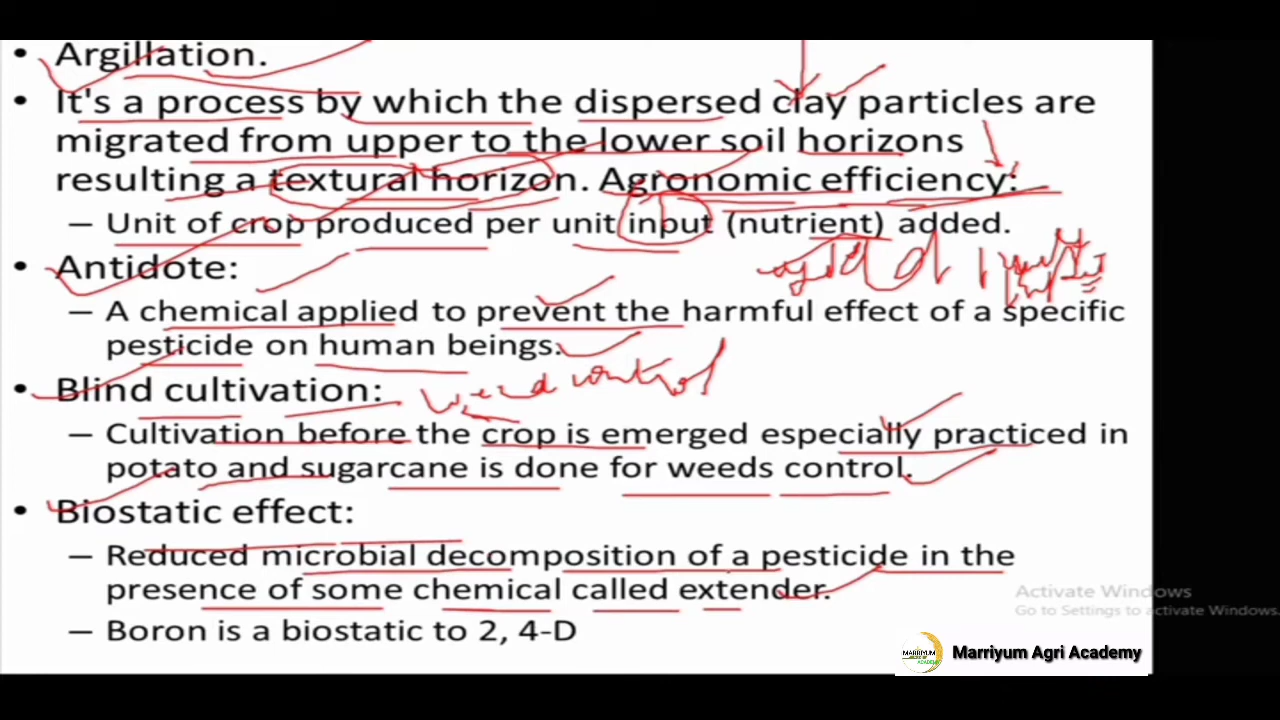 • Argillation.
• It's a process by which the dispersed clay particles are
migrated from upper to the lower soil horizons
resulting a textural horizon. Agronomic efficiency:
– Unit of crop produced per unit input (nutrient) added.
• Antidote:
– A chemical applied to prevent the harmful effect of a specific
pesticide on human beings.
• Blind cultivation:
weed control
– Cultivation before the crop is emerged especially practiced in
potato and sugarcane is done for weeds control.
• Biostatic effect:
– Reduced microbial decomposition of a pesticide in the
presence of some chemical called extender.
– Boron is a biostatic to 2, 4-D
Activate Windows
Go to Settings to activate Windows.
MARRIYUM
ACADEMY
Marriyum Agri Academy